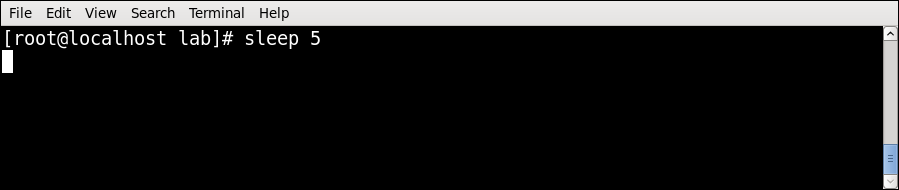 File Edit View Search Terminal Help
[root@localhost lab]# sleep 5